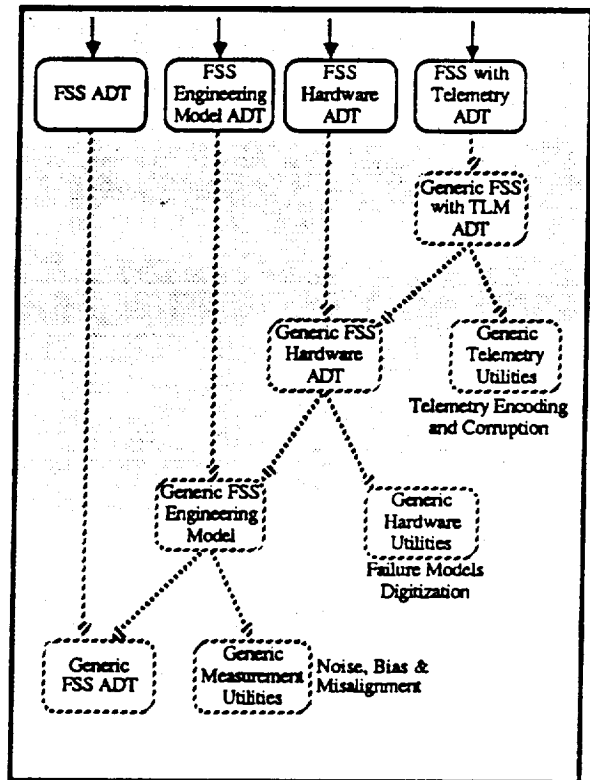 FSS ADT
FSS
Engineering
Model ADT
FSS
Hardware
ADT
FSS with
Telemetry
ADT
Generic FSS
with TLM
ADT
Generic FSS
Hardware
ADT
Generic
Telemetry
Utilities
Telemetry Encoding
and Corruption
Generic FSS
Engineering
Model
Generic
Hardware
Utilities
Failure Models
Digitization
Generic
FSS ADT
Generic
Measurement
Utilities
Noise, Bias &
Misalignment